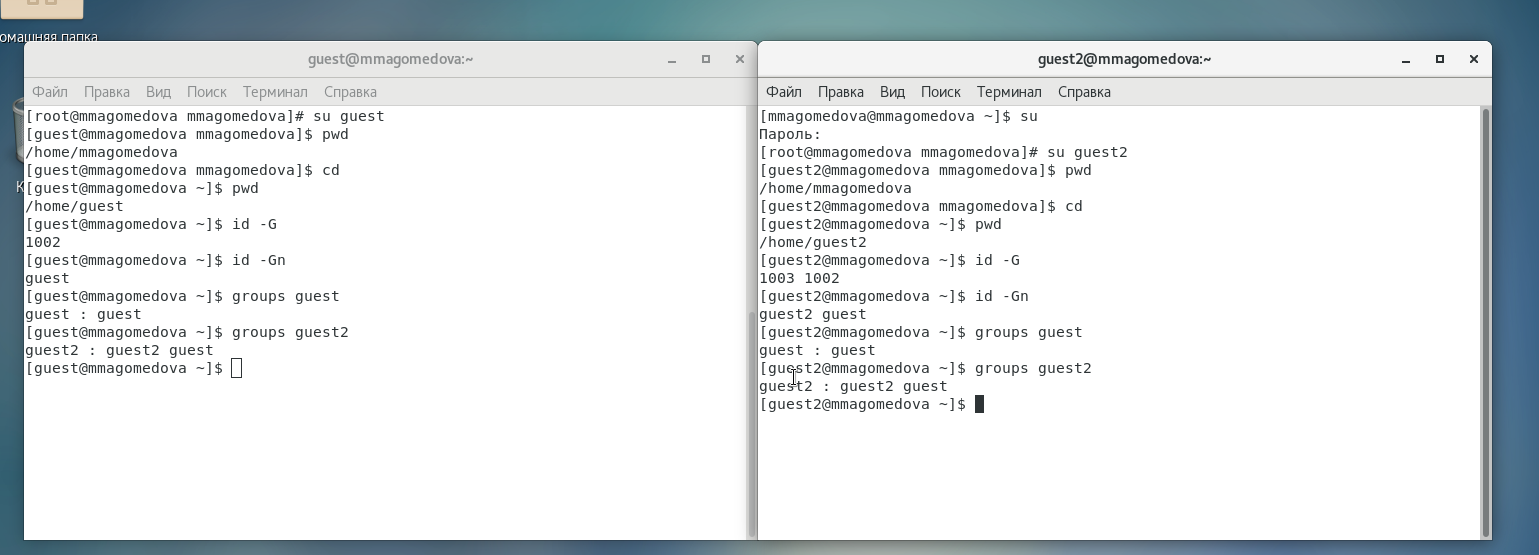 омашняя папка
К
guest@mmagomedova:~
Файл Правка Вид Поиск Терминал Справка
[root@mmagomedova mmagomedova]# su guest
[guest@mmagomedova mmagomedova]$ pwd
/home/mmagomedova
[guest@mmagomedova mmagomedova]$ cd
[guest@mmagomedova ~]$ pwd
/home/guest
[guest@mmagomedova ~]$ id -G
1002
[guest@mmagomedova ~]$ id -Gn
guest
[guest@mmagomedova ~]$ groups guest
guest : guest
[guest@mmagomedova ~]$ groups guest2
guest2 : guest2 guest
[guest@mmagomedova ~]$
guest2@mmagomedova:~
Файл Правка Вид Поиск Терминал Справка
[mmagomedova@mmagomedova ~]$ su
Пароль:
[root@mmagomedova mmagomedova]# su guest2
[guest2@mmagomedova mmagomedova]$ pwd
/home/mmagomedova
[guest2@mmagomedova mmagomedova]$ cd
[guest2@mmagomedova ~]$ pwd
/home/guest2
[guest2@mmagomedova ~]$ id -G
1003 1002
[guest2@mmagomedova ~]$ id -Gn
guest2 guest
[guest2@mmagomedova ~]$ groups guest
guest : guest
[guest2@mmagomedova ~]$ groups guest2
guest2 : guest2 guest
[guest2@mmagomedova ~]$